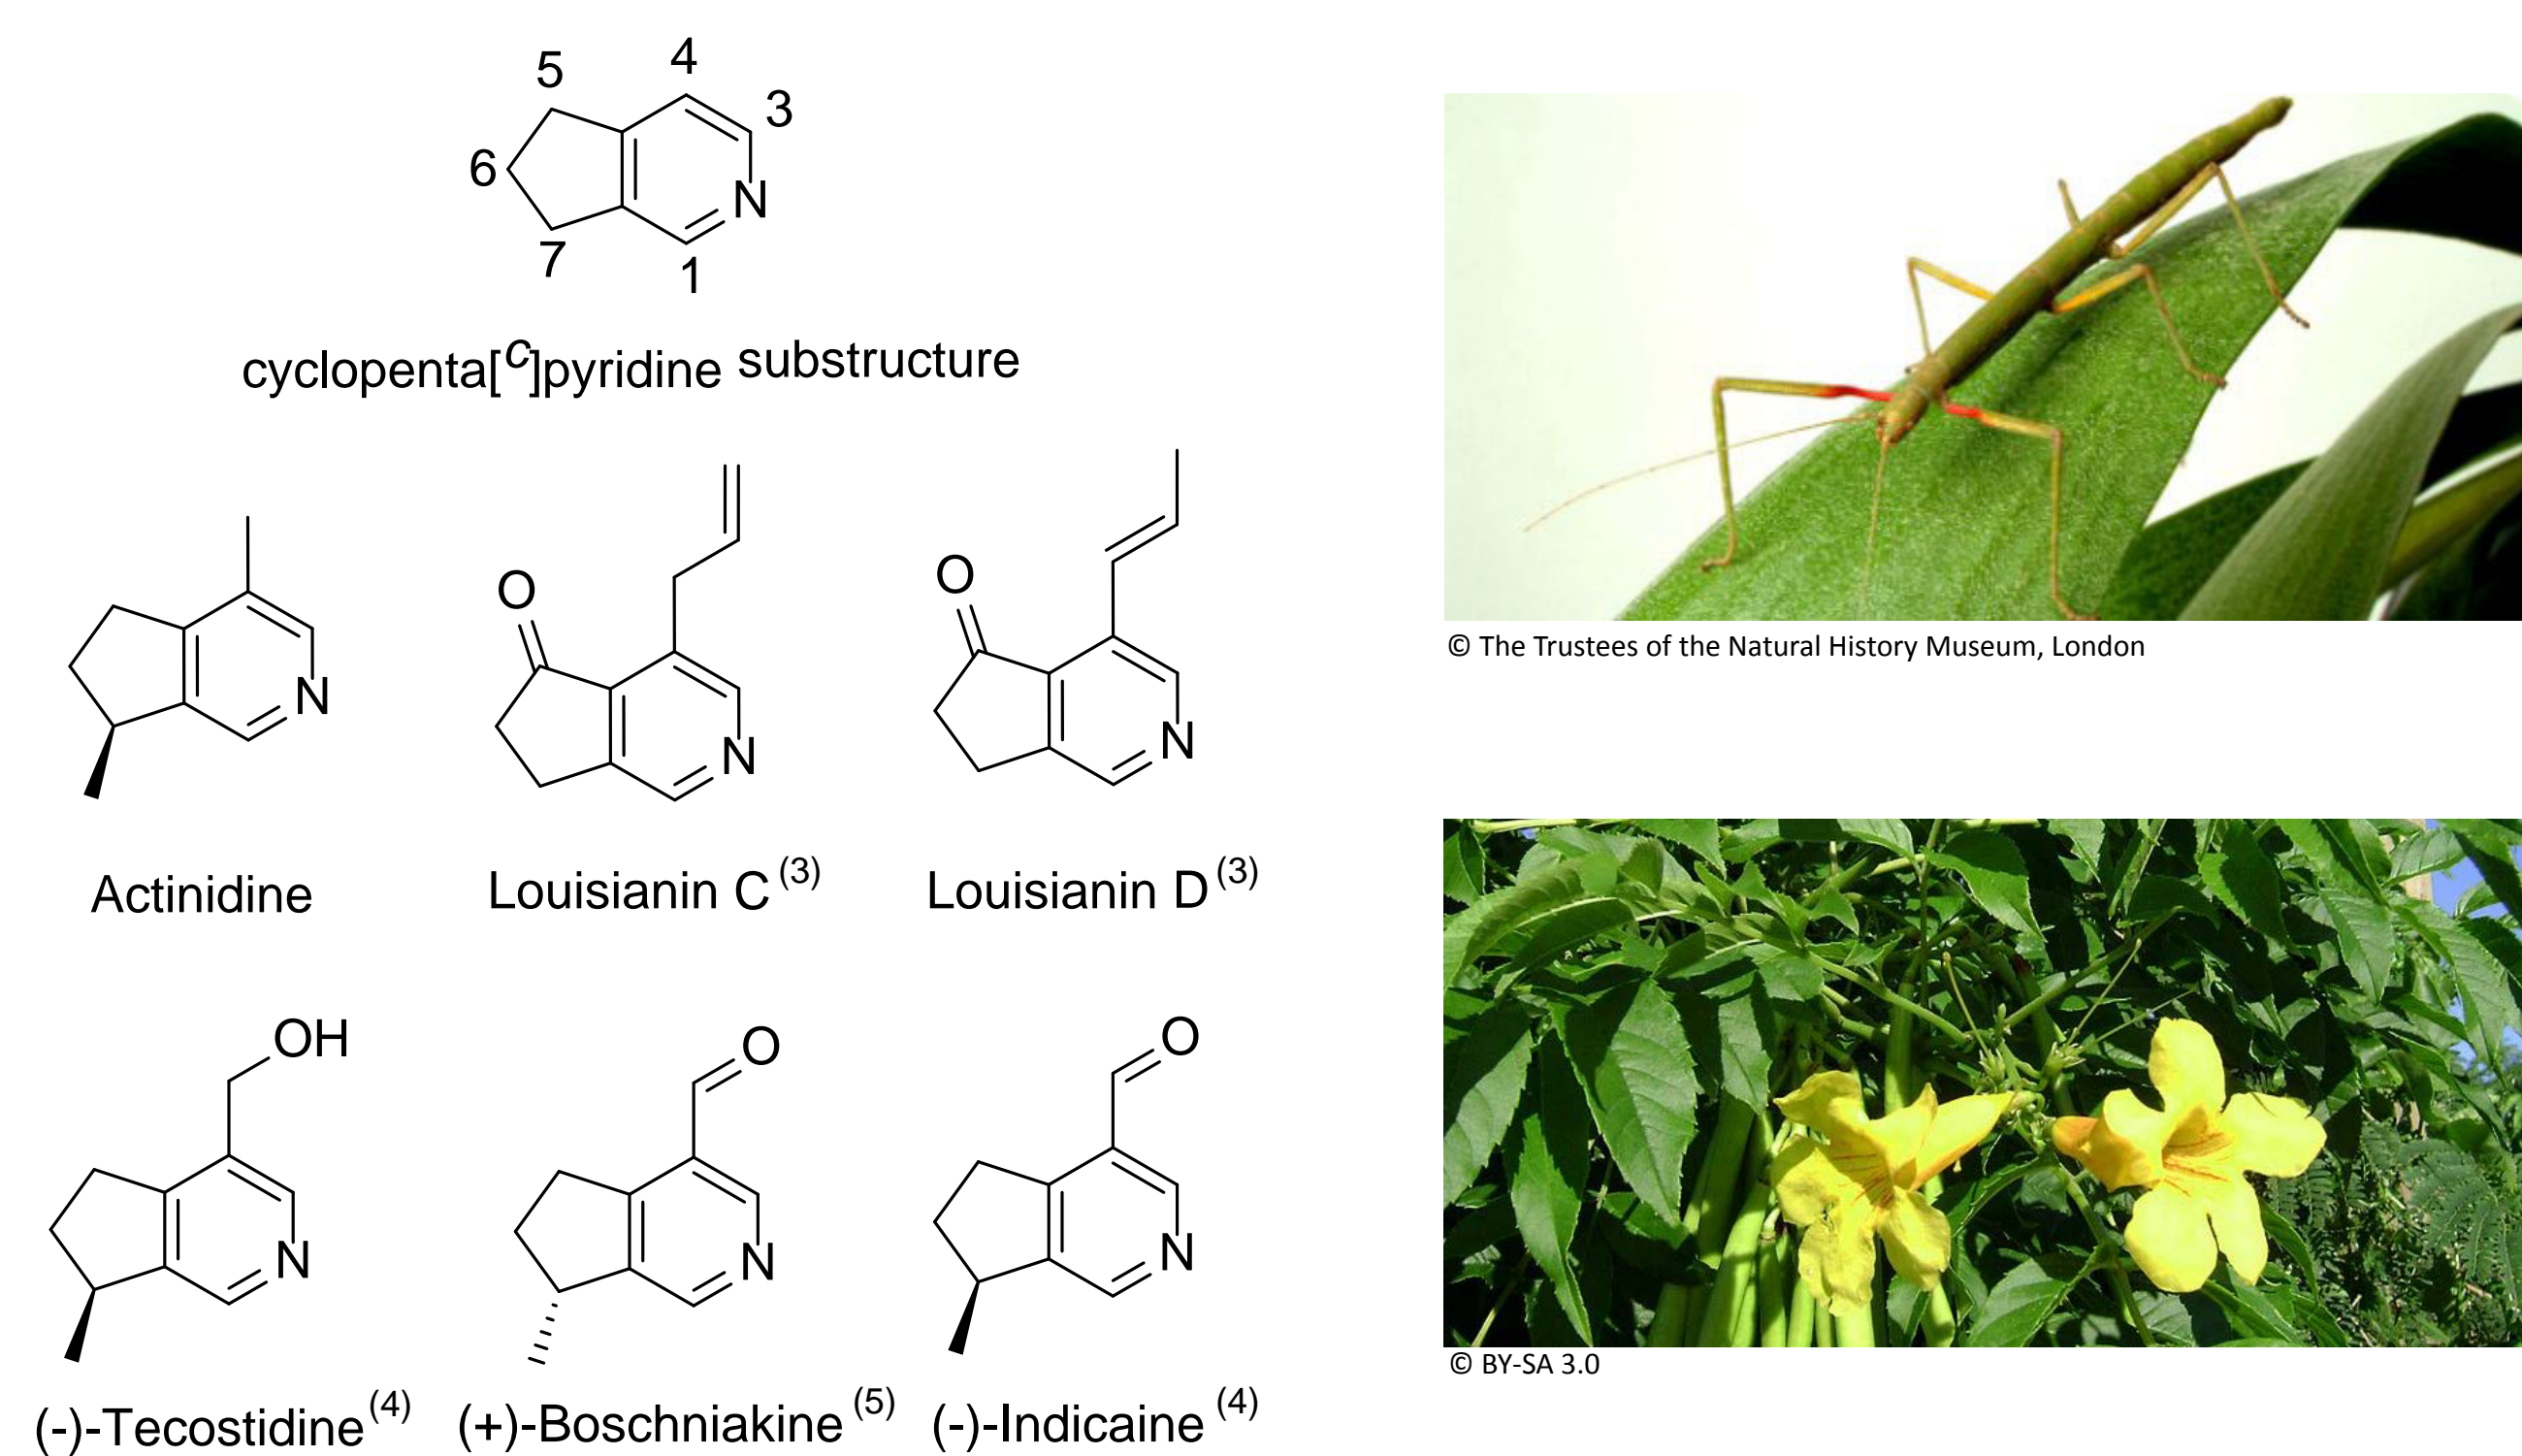 5
4
3
6
N
7
1
cyclopenta[c]pyridine substructure
© The Trustees of the Natural History Museum, London
O
O
N
N
N
Actinidine
Louisianin C (3)
Louisianin D (3)
OH
O
O
N
N
N
© BY-SA 3.0
(-)-Tecostidine (4)
(+)-Boschniakine (5)
(-)-Indicaine (4)